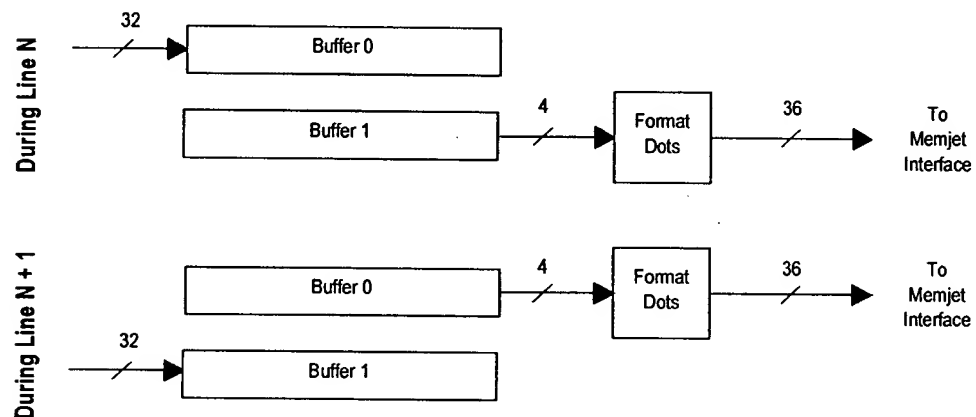 During Line N
32
Buffer 0
Buffer 1
4
Format
Dots
36
To
Memjet
Interface
During Line N + 1
Buffer 0
4
Format
Dots
36
To
Memjet
Interface
32
Buffer 1